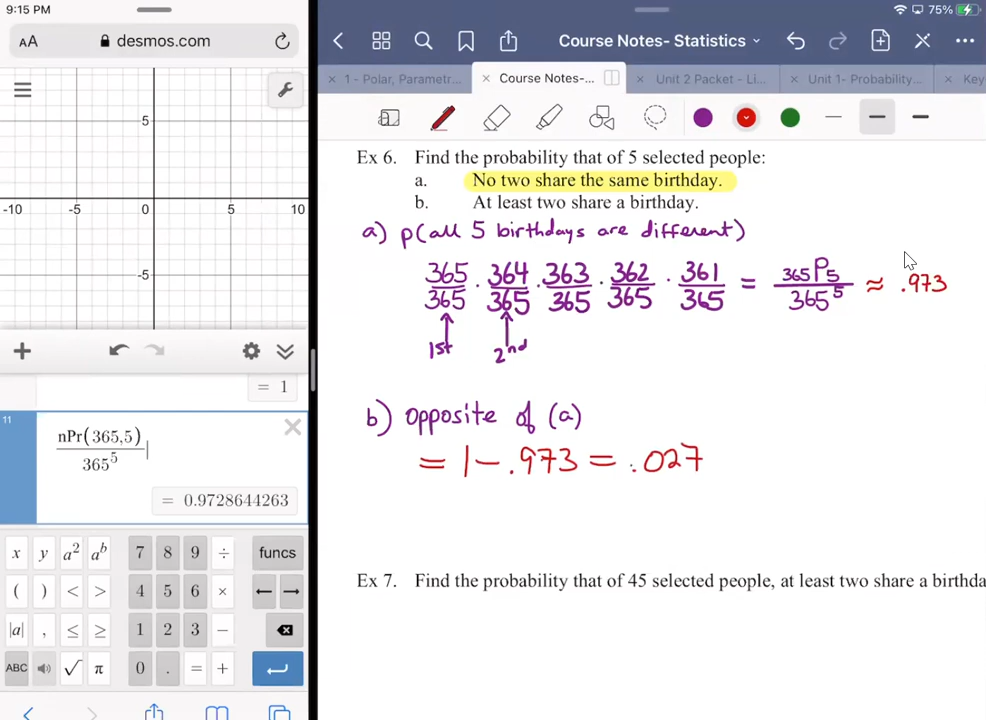 9:15 PM
75%
AA desmos.com
Course Notes- Statistics
1 - Polar, Parametr...
Course Notes-...
Unit 2 Packet - Li...
Unit 1- Probability...
Key
5
-10 -5 0 5 10
-5
= 1
11
nPr(365,5)
365^5
= 0.9728644263
x y a^2 a^b 7 8 9 ÷ funcs
( ) < > 4 5 6 × ← →
|a| , ≤ ≥ 1 2 3 −
ABC √ π 0 . = +
Ex 6. Find the probability that of 5 selected people:
a. No two share the same birthday.
b. At least two share a birthday.
a) p(all 5 birthdays are different)
365/365 · 364/365 · 363/365 · 362/365 · 361/365 = 365P5/365^5 ≈ .973
1st 2nd
b) opposite of (a)
= 1 - .973 = .027
Ex 7. Find the probability that of 45 selected people, at least two share a birthda